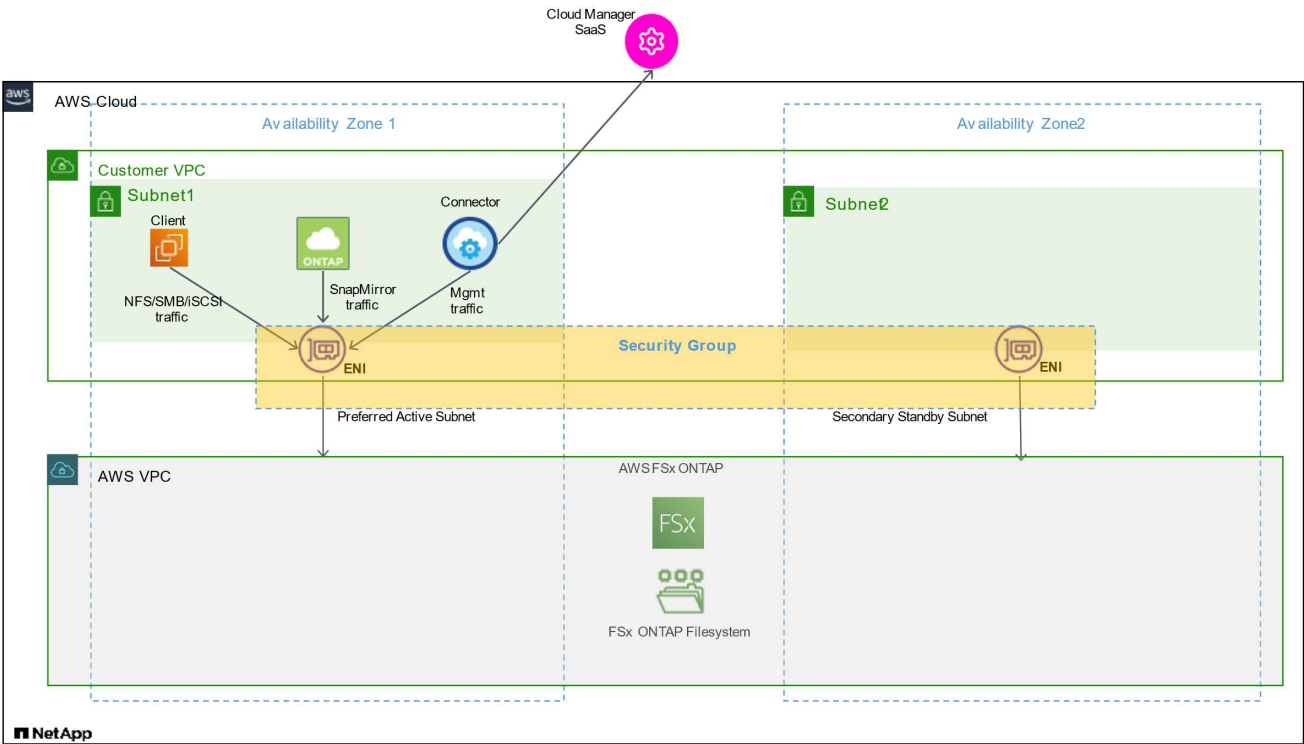 Cloud Manager
SaaS
aws
AWS Cloud
Availability Zone 1
Availability Zone2
Customer VPC
Subnet1
Subnet2
Client
Connector
ONTAP
NFS/SMB/iSCSI
traffic
SnapMirror
traffic
Mgmt
traffic
Security Group
ENI
ENI
Preferred Active Subnet
Secondary Standby Subnet
AWS VPC
AWS FSx ONTAP
FSx
FSx ONTAP Filesystem
NetApp